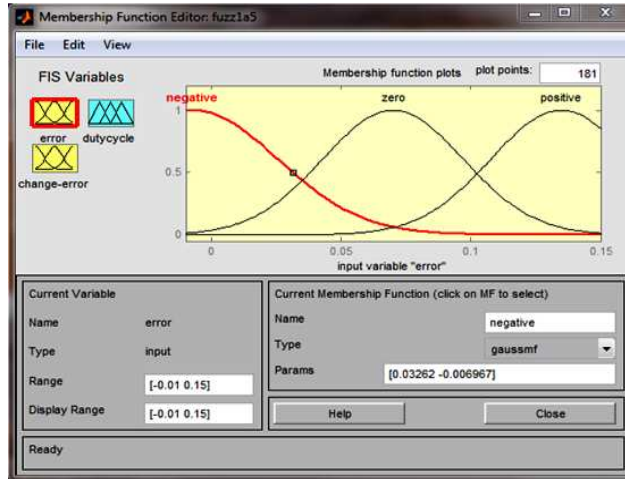 Membership Function Editor: fuzz1a5
File Edit View
FIS Variables
Membership function plots plot points: 181
error dutycycle
change-error
negative zero positive
1
0.5
0
0 0.05 0.1 0.15
input variable "error"
Current Variable
Name error
Type input
Range [-0.01 0.15]
Display Range [-0.01 0.15]
Current Membership Function (click on MF to select)
Name negative
Type gaussmf
Params [0.03262 -0.006967]
Help Close
Ready